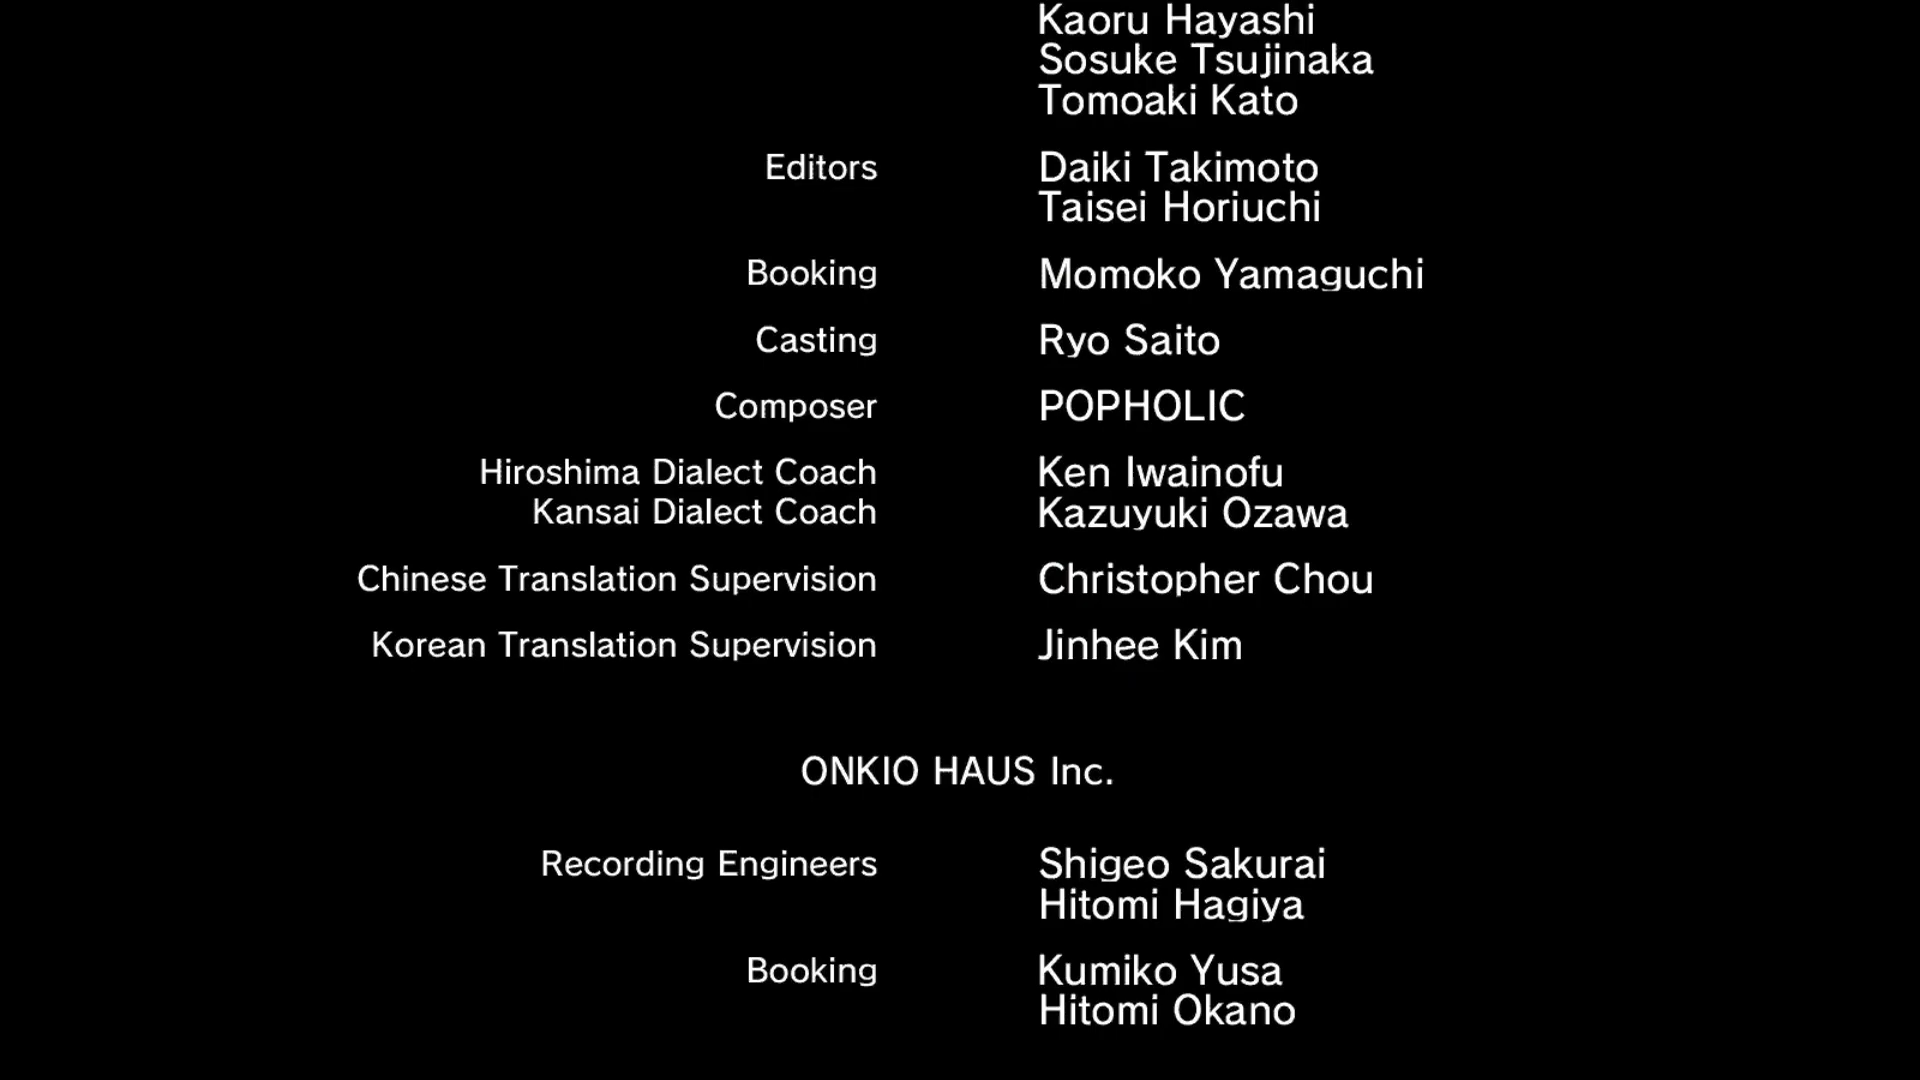 Kaoru Hayashi
Sosuke Tsujinaka
Tomoaki Kato
Editors Daiki Takimoto
Taisei Horiuchi
Booking Momoko Yamaguchi
Casting Ryo Saito
Composer POPHOLIC
Hiroshima Dialect Coach Ken Iwainofu
Kansai Dialect Coach Kazuyuki Ozawa
Chinese Translation Supervision Christopher Chou
Korean Translation Supervision Jinhee Kim
ONKIO HAUS Inc.
Recording Engineers Shigeo Sakurai
Hitomi Hagiya
Booking Kumiko Yusa
Hitomi Okano